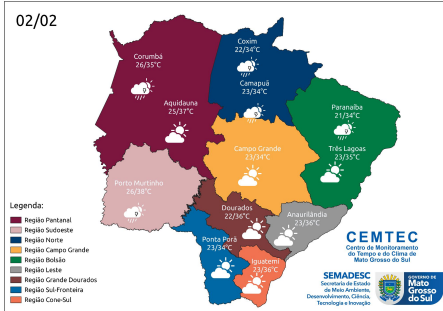 02/02
Corumbá
26/35°C
Aquidauna
25/37°C
Coxim
22/34°C
Camapuã
23/34°C
Paranaíba
21/34°C
Três Lagoas
23/35°C
Campo Grande
23/34°C
Porto Murtinho
26/38°C
Dourados
22/36°C
Anaurilândia
23/36°C
Ponta Porã
23/34°C
Iguatemi
23/36°C
Legenda:
Região Pantanal
Região Sudoeste
Região Norte
Região Campo Grande
Região Bolsão
Região Leste
Região Grande Dourados
Região Sul-Fronteira
Região Cone-Sul
CEMTEC
Centro de Monitoramento
do Tempo e do Clima de
Mato Grosso do Sul
SEMADESC
Secretaria de Estado
de Meio Ambiente,
Desenvolvimento, Ciência,
Tecnologia e Inovação
GOVERNO DE
Mato
Grosso
do Sul